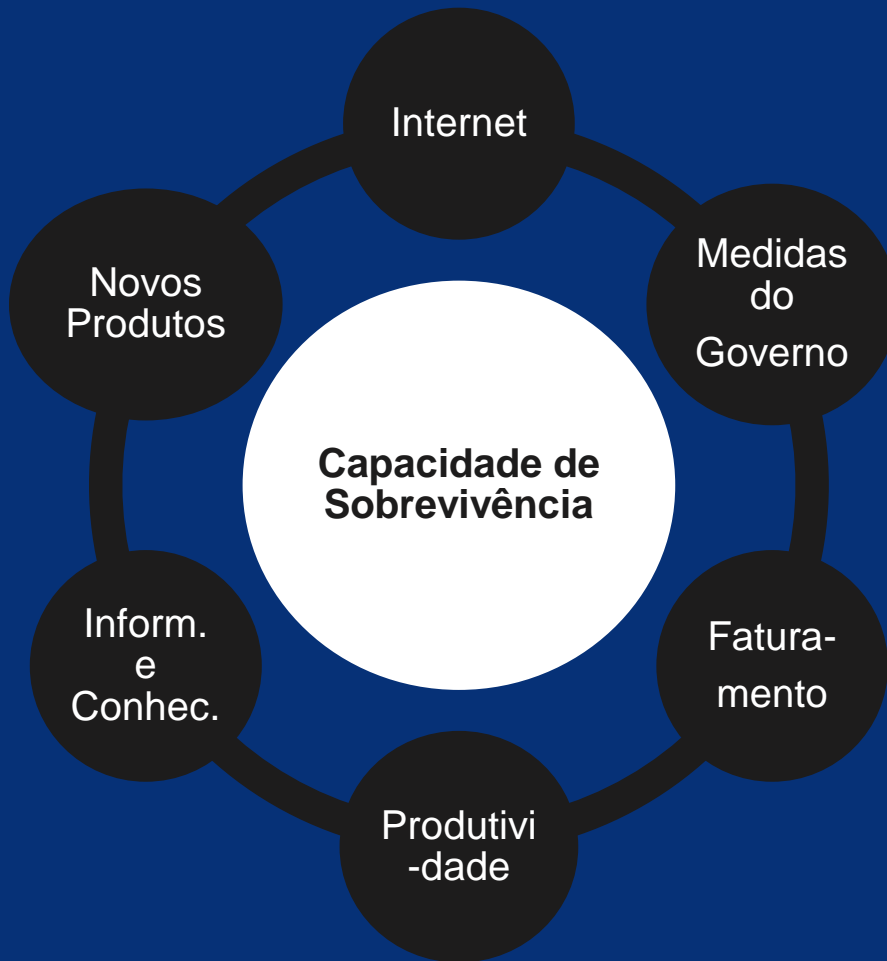 Internet
Medidas
do
Governo
Novos
Produtos
Capacidade de
Sobrevivência
Inform.
e
Conhec.
Fatura-
mento
Produtivi
-dade